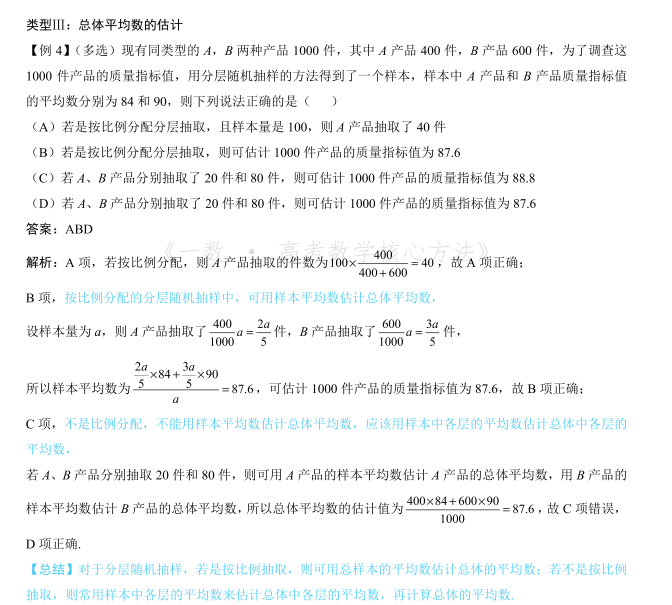 类型Ⅲ：总体平均数的估计
【例 4】（多选）现有同类型的 A，B 两种产品 1000 件，其中 A 产品 400 件，B 产品 600 件，为了调查这
1000 件产品的质量指标值，用分层随机抽样的方法得到了一个样本，样本中 A 产品和 B 产品质量指标值
的平均数分别为 84 和 90，则下列说法正确的是（　　）
（A）若是按比例分配分层抽取，且样本量是 100，则 A 产品抽取了 40 件
（B）若是按比例分配分层抽取，则可估计 1000 件产品的质量指标值为 87.6
（C）若 A、B 产品分别抽取了 20 件和 80 件，则可估计 1000 件产品的质量指标值为 88.8
（D）若 A、B 产品分别抽取了 20 件和 80 件，则可估计 1000 件产品的质量指标值为 87.6
答案：ABD
《一数 · 高考数学核心方法》
解析：A 项，若按比例分配，则 A 产品抽取的件数为 100×400/(400+600)=40，故 A 项正确；
B 项，按比例分配的分层随机抽样中，可用样本平均数估计总体平均数，
设样本量为 a，则 A 产品抽取了 400/1000 a = 2a/5 件，B 产品抽取了 600/1000 a = 3a/5 件，
所以样本平均数为 (2a/5×84+3a/5×90)/a=87.6，可估计 1000 件产品的质量指标值为 87.6，故 B 项正确；
C 项，不是比例分配，不能用样本平均数估计总体平均数，应该用样本中各层的平均数估计总体中各层的
平均数，
若 A、B 产品分别抽取 20 件和 80 件，则可用 A 产品的样本平均数估计 A 产品的总体平均数，用 B 产品的
样本平均数估计 B 产品的总体平均数，所以总体平均数的估计值为 (400×84+600×90)/1000=87.6，故 C 项错误，
D 项正确.
【总结】对于分层随机抽样，若是按比例抽取，则可用总样本的平均数估计总体的平均数；若不是按比例
抽取，则常用样本中各层的平均数来估计总体中各层的平均数，再计算总体的平均数.